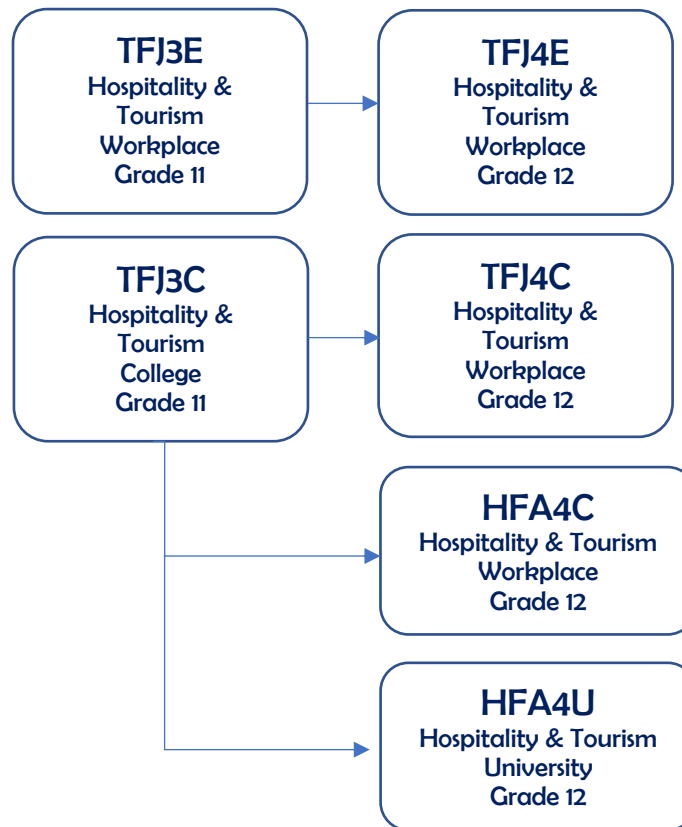 TFJ3E
Hospitality &
Tourism
Workplace
Grade 11
TFJ4E
Hospitality &
Tourism
Workplace
Grade 12
TFJ3C
Hospitality &
Tourism
College
Grade 11
TFJ4C
Hospitality &
Tourism
Workplace
Grade 12
HFA4C
Hospitality & Tourism
Workplace
Grade 12
HFA4U
Hospitality & Tourism
University
Grade 12